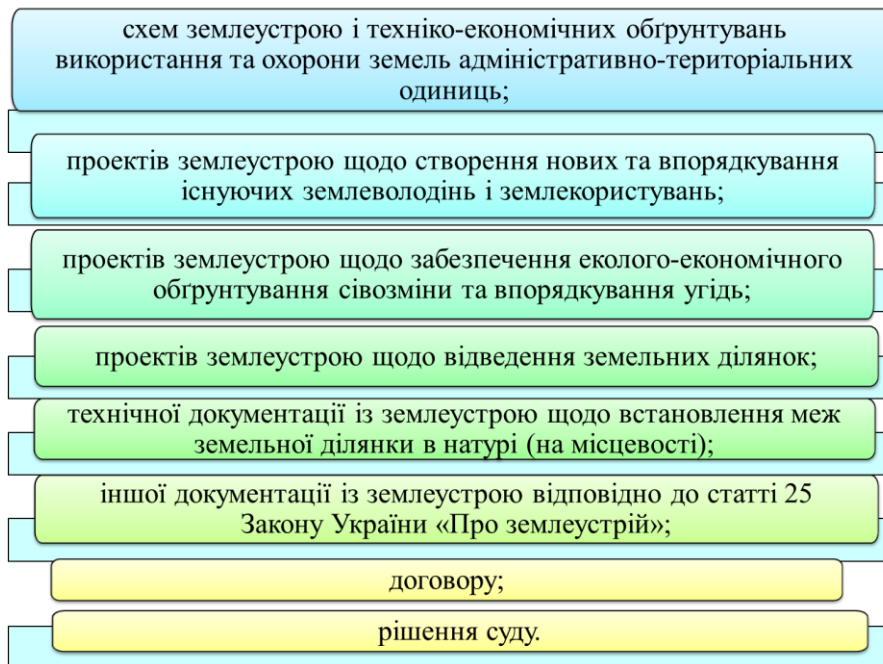 схем землеустрою і техніко-економічних обґрунтувань
використання та охорони земель адміністративно-територіальних
одиниць;
проектів землеустрою щодо створення нових та впорядкування
існуючих землеволодінь і землекористувань;
проектів землеустрою щодо забезпечення еколого-економічного
обґрунтування сівозміни та впорядкування угідь;
проектів землеустрою щодо відведення земельних ділянок;
технічної документації із землеустрою щодо встановлення меж
земельної ділянки в натурі (на місцевості);
іншої документації із землеустрою відповідно до статті 25
Закону України «Про землеустрій»;
договору;
рішення суду.